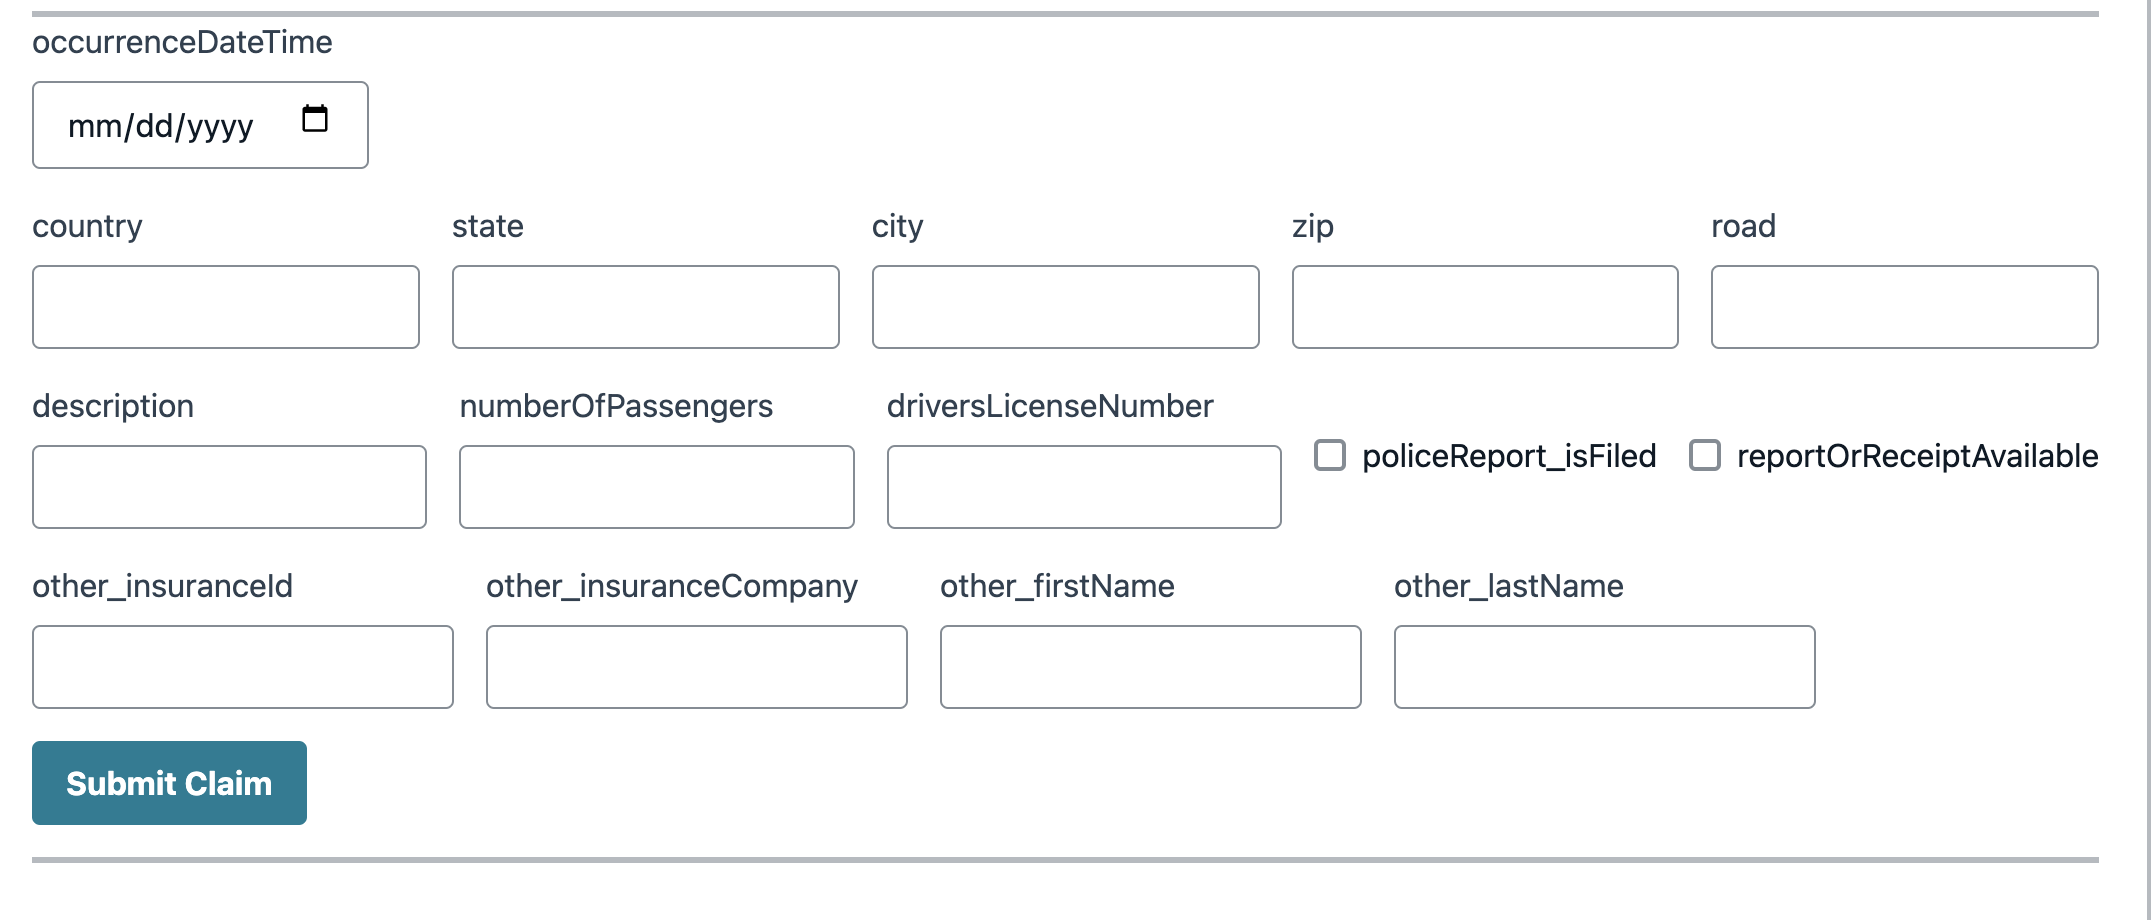 occurrenceDateTime
mm/dd/yyyy
country state city zip road
description numberOfPassengers driversLicenseNumber
policeReport_isFiled reportOrReceiptAvailable
other_insuranceId other_insuranceCompany other_firstName other_lastName
Submit Claim